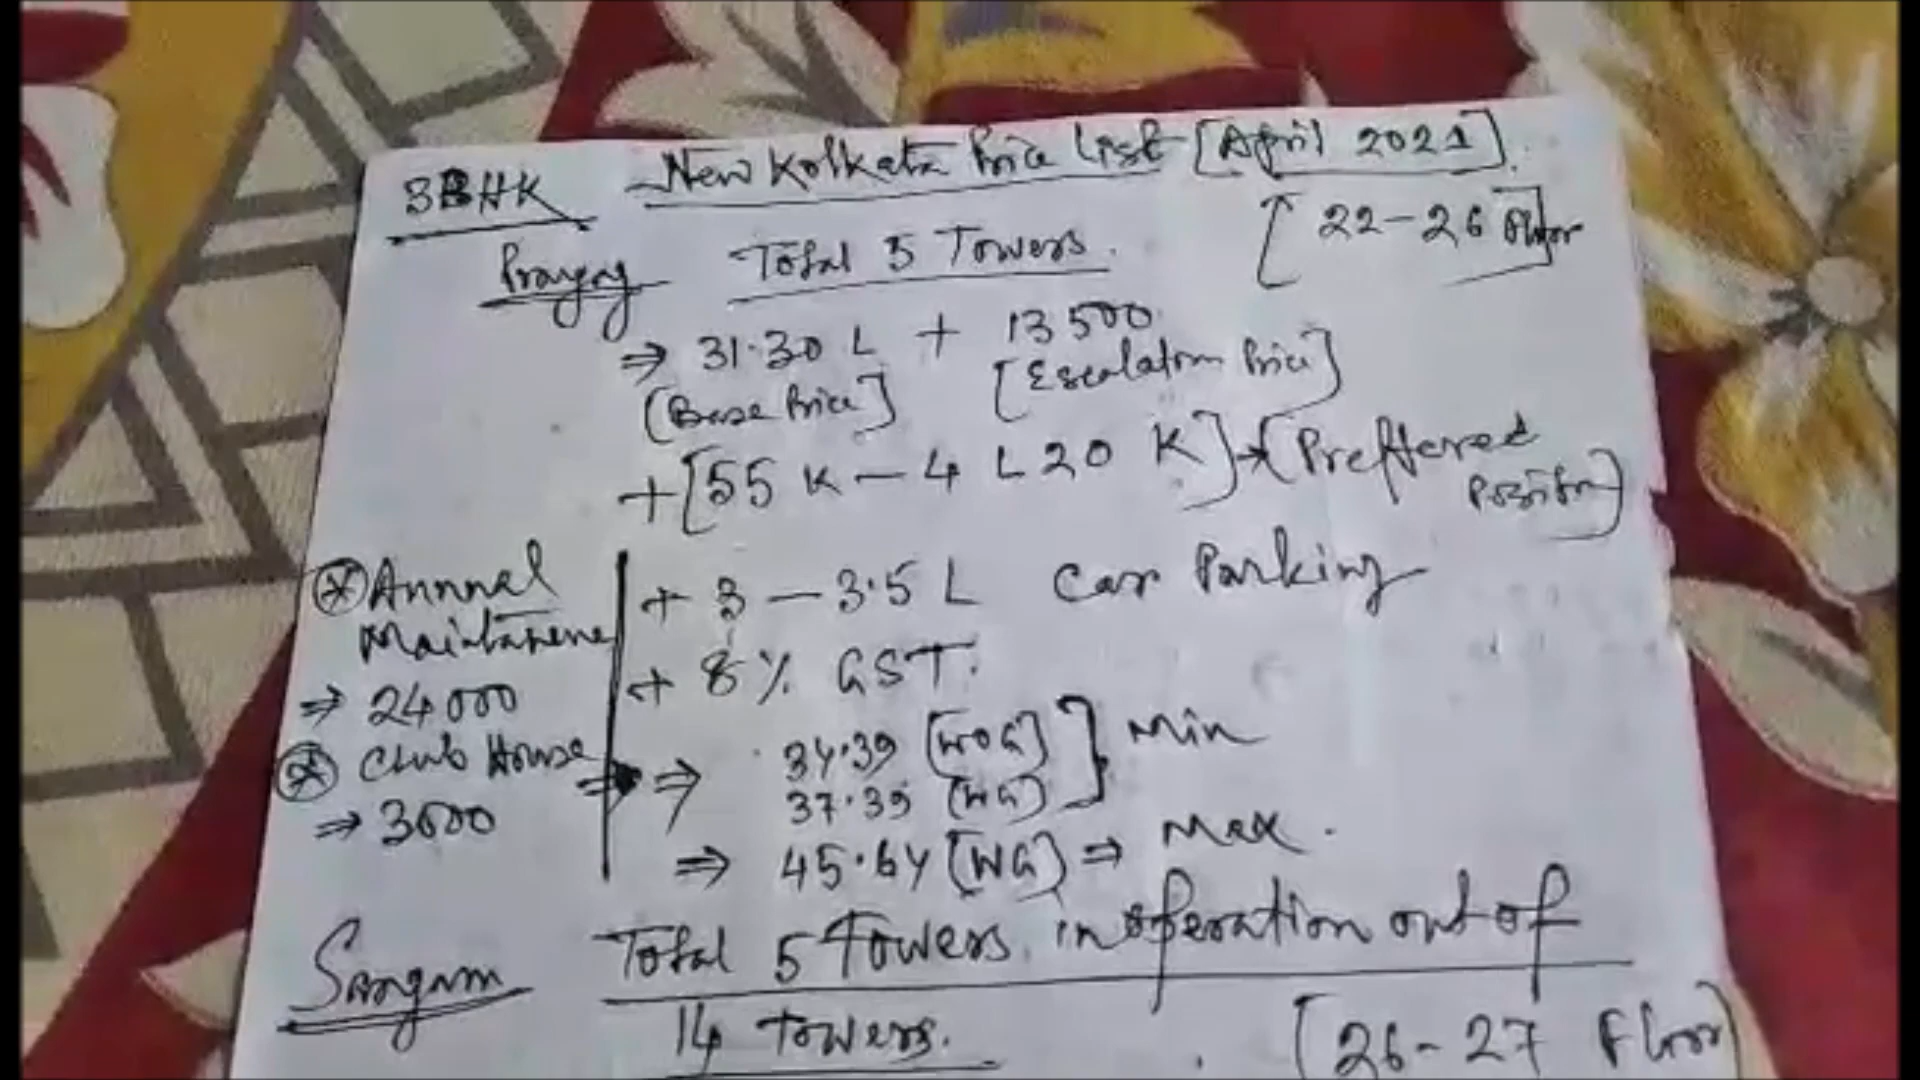 3BHK New Kolkata Price List [April 2021]
[22-26 Floor]
Prayag Total 5 Towers.
⇒ 31.30 L + 13500
[Base Price] [Escalation Price]
+ [55 K - 4 L 20 K] → [Preffered
Position]
+ 3 - 3.5 L Car Parking
+ 8% GST.
⇒ 34.39 [WOG] } Min
37.39 [WG]
⇒ 45.64 [WG] ⇒ Max.
Annual
Maintanene
⇒ 24000
Club House
⇒ 3600
Sangam Total 5 Towers in operation out of
14 Towers. [26-27 Floor]